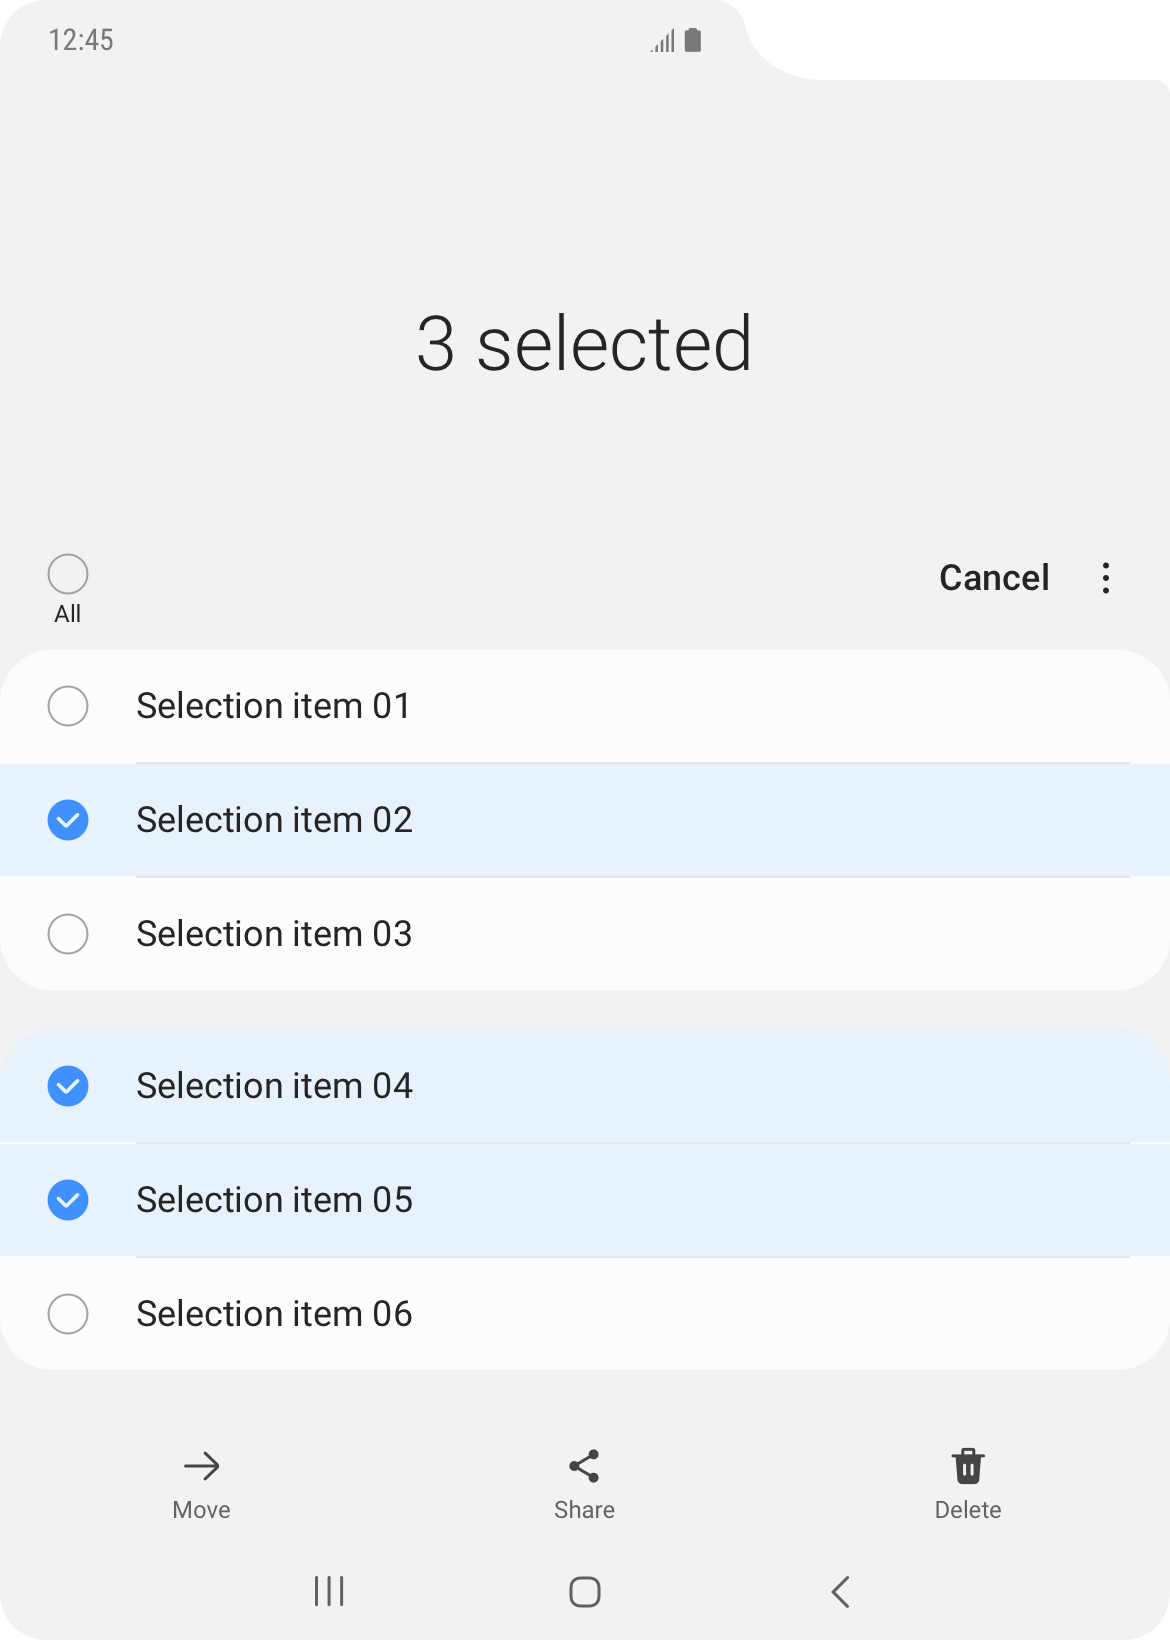 12:45
3 selected
All
Cancel
Selection item 01
Selection item 02
Selection item 03
Selection item 04
Selection item 05
Selection item 06
Move
Share
Delete